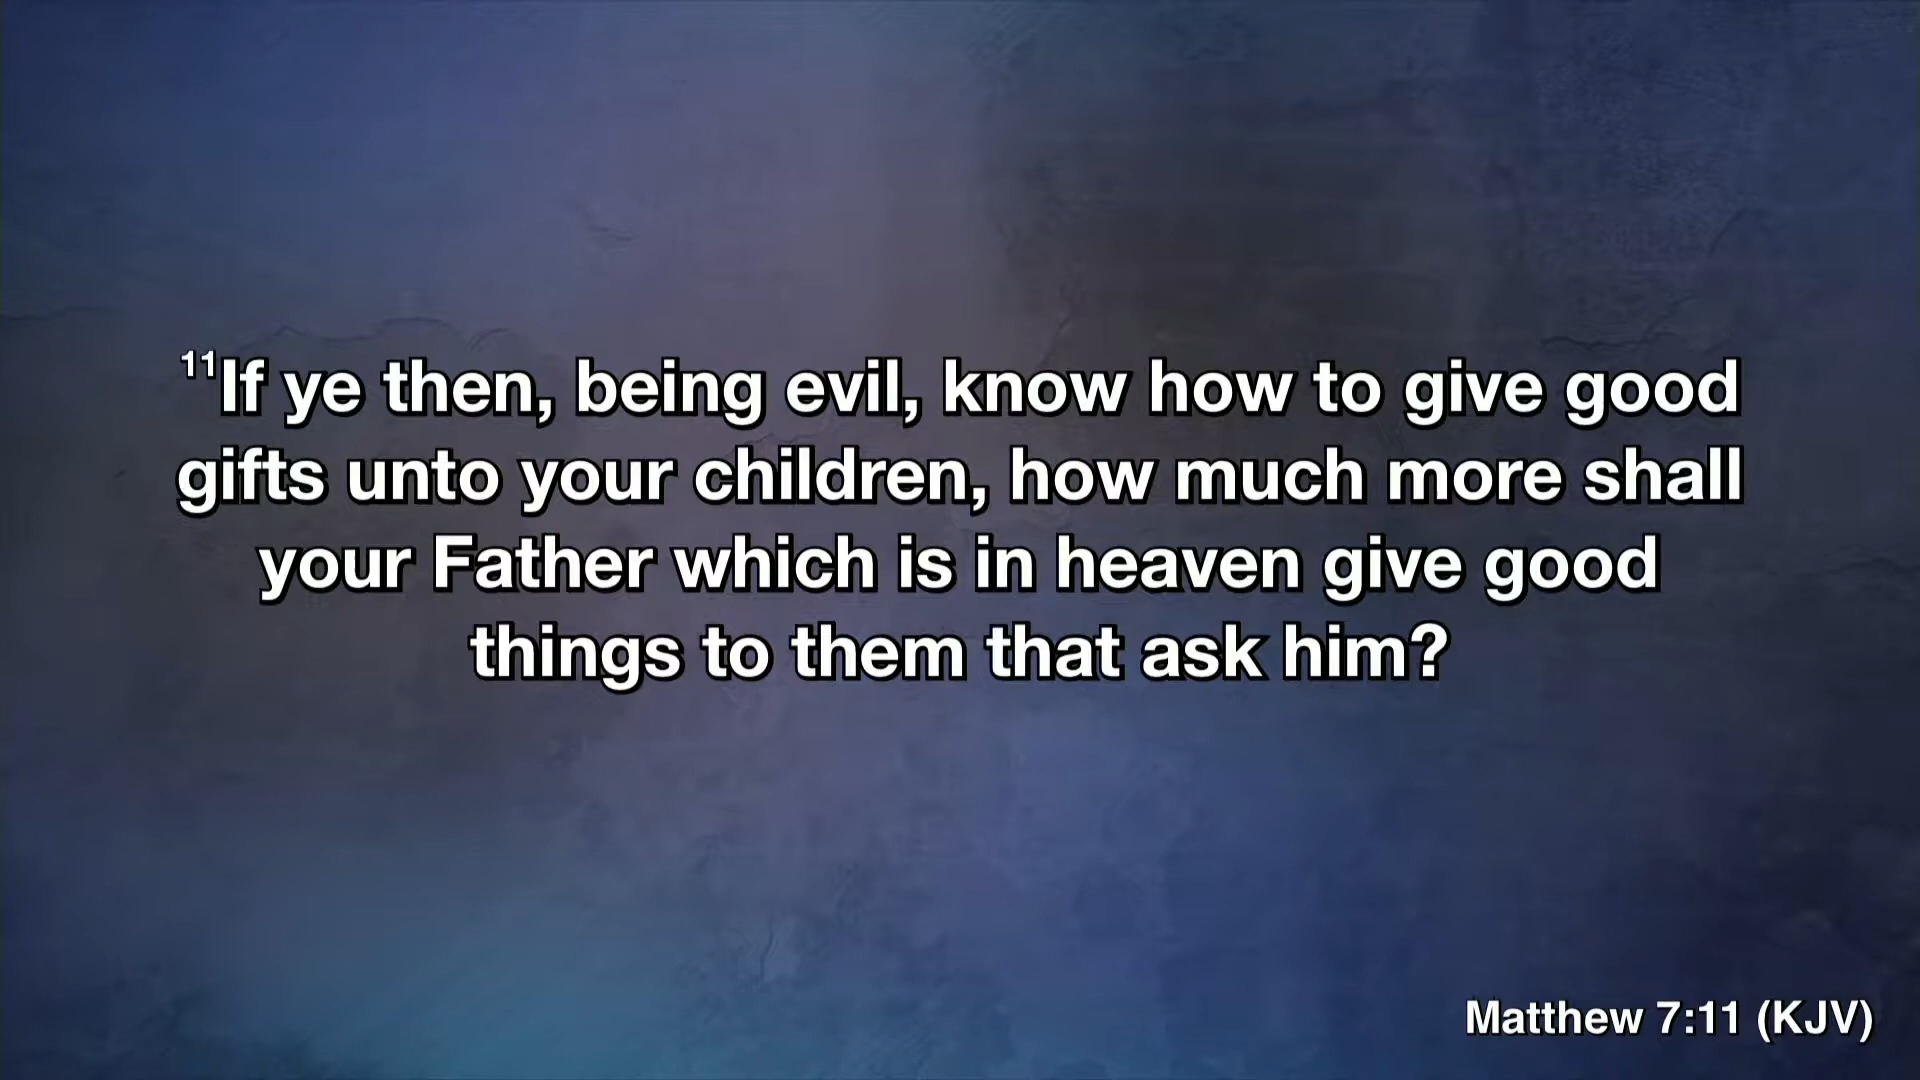 11If ye then, being evil, know how to give good
gifts unto your children, how much more shall
your Father which is in heaven give good
things to them that ask him?
Matthew 7:11 (KJV)